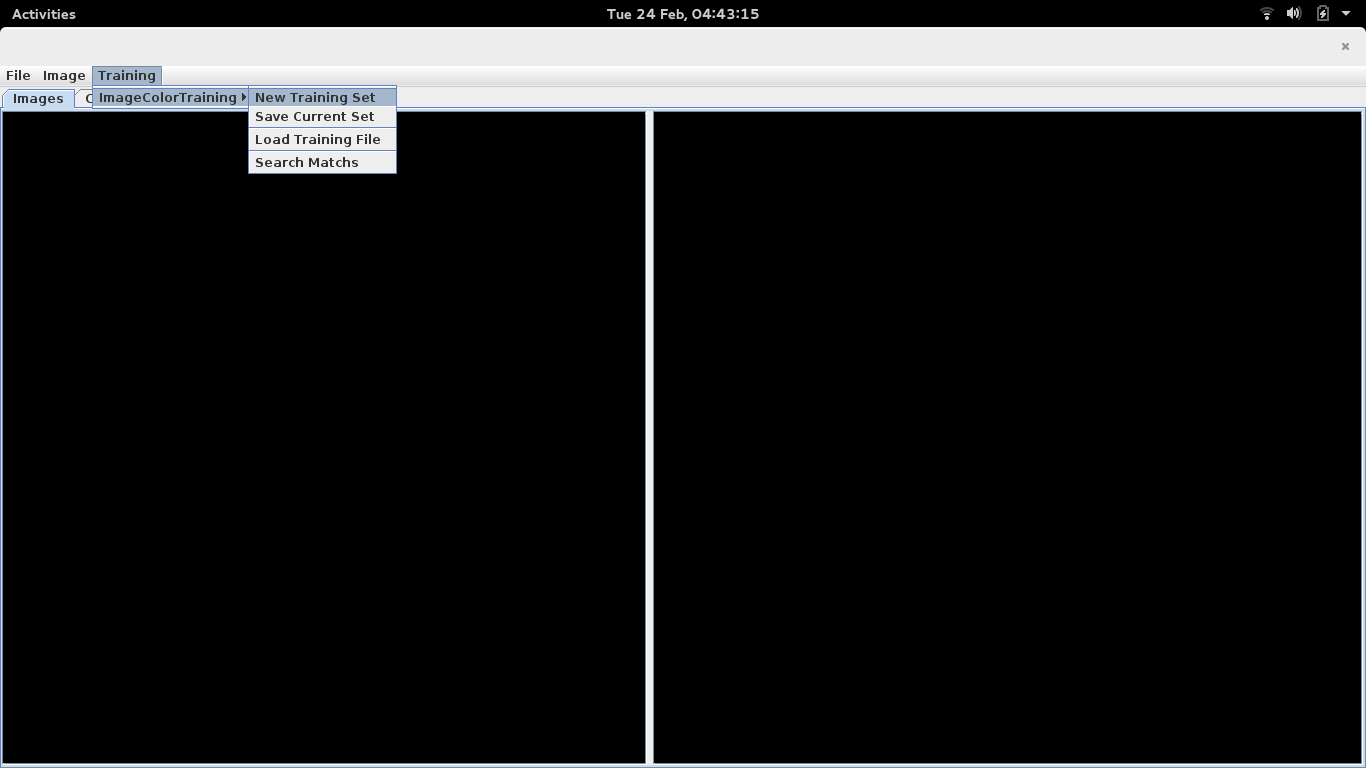 Activities Tue 24 Feb, 04:43:15
×
File Image Training
Images ImageColorTraining New Training Set
Save Current Set
Load Training File
Search Matchs